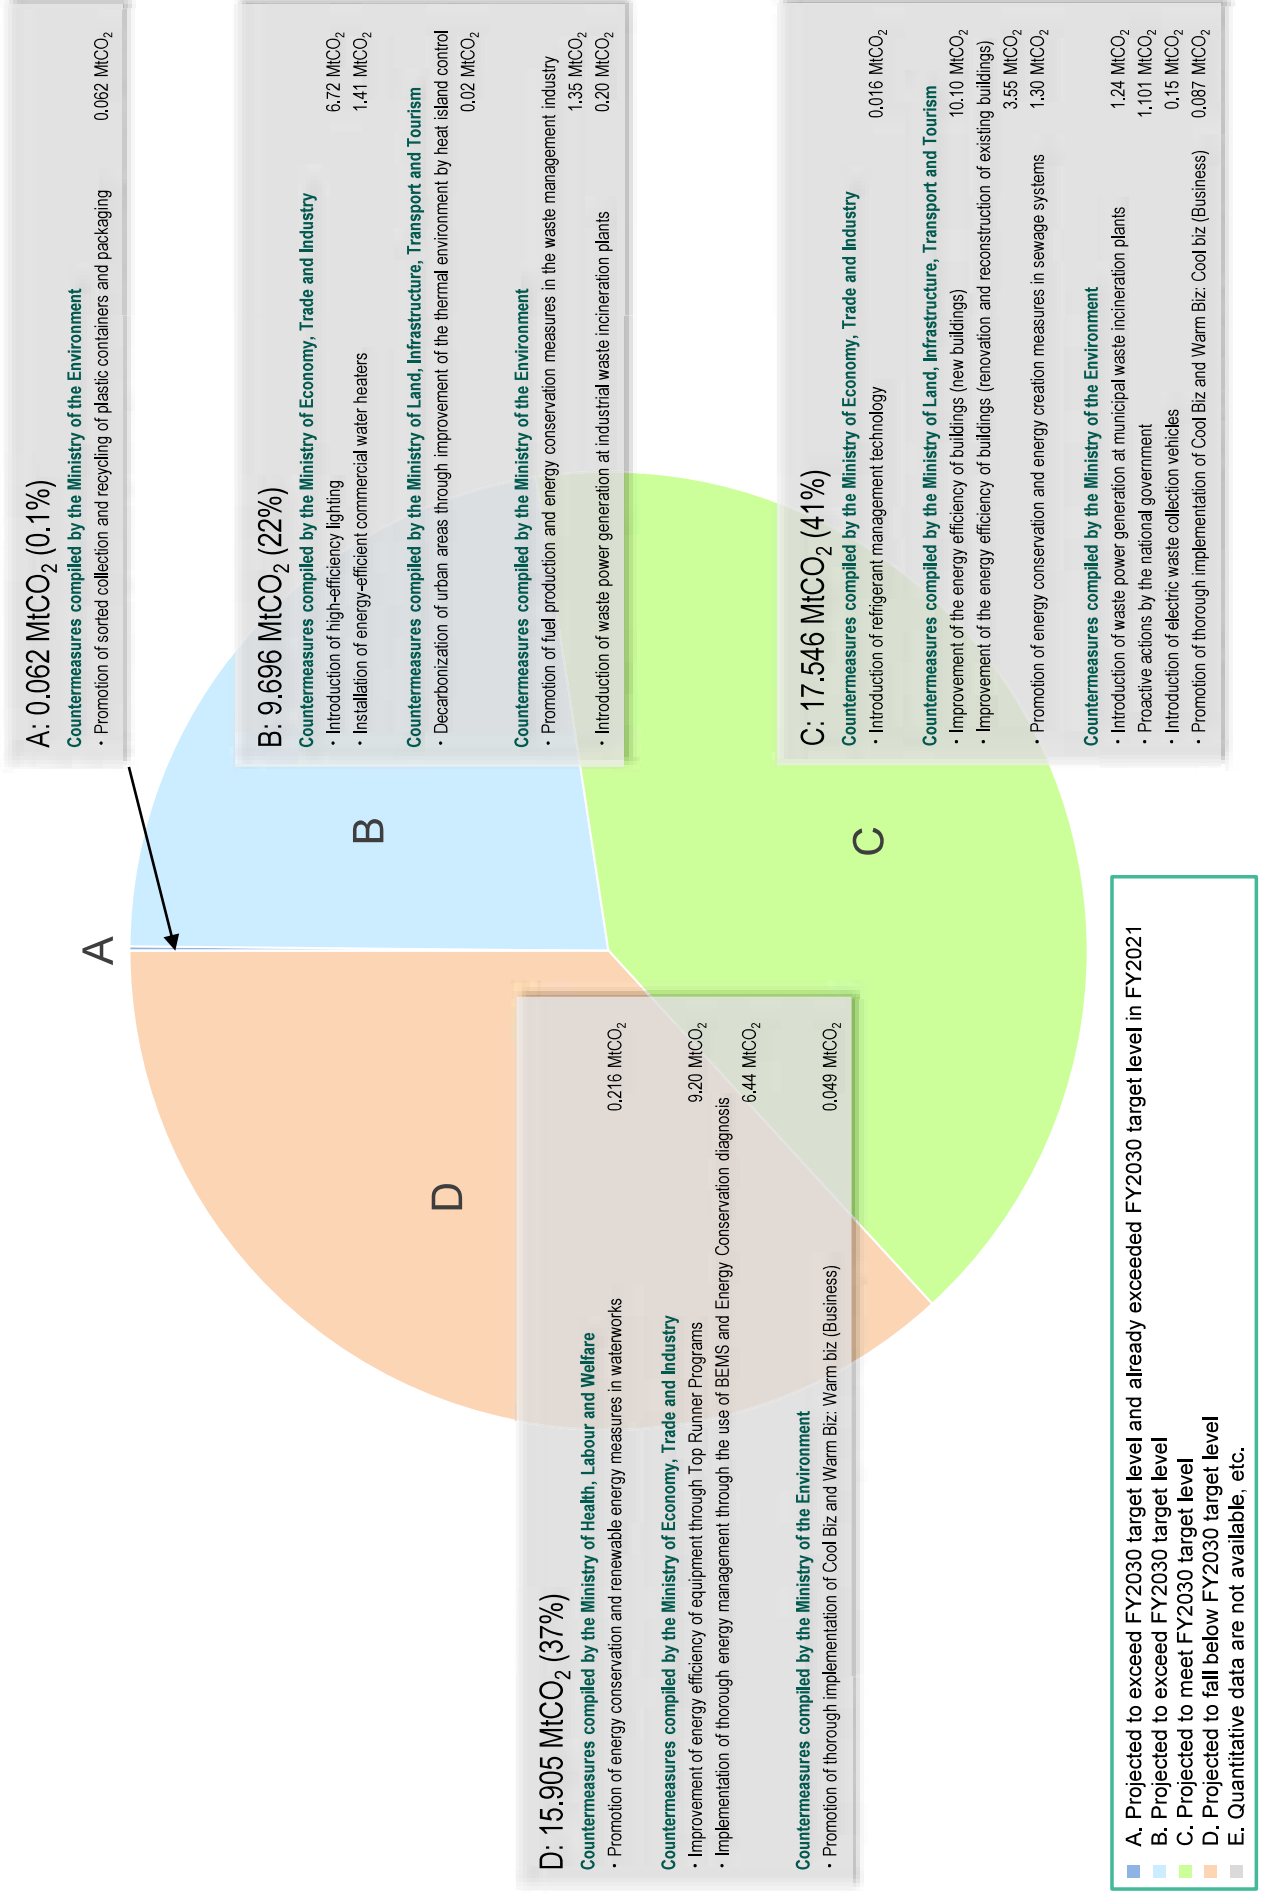 A: 0.062 MtCO₂ (0.1%)
Countermeasures compiled by the Ministry of the Environment
・Promotion of sorted collection and recycling of plastic containers and packaging 0.062 MtCO₂
B: 9.696 MtCO₂ (22%)
Countermeasures compiled by the Ministry of Economy, Trade and Industry
・Introduction of high-efficiency lighting 6.72 MtCO₂
・Installation of energy-efficient commercial water heaters 1.41 MtCO₂
Countermeasures compiled by the Ministry of Land, Infrastructure, Transport and Tourism
・Decarbonization of urban areas through improvement of the thermal environment by heat island control
0.02 MtCO₂
Countermeasures compiled by the Ministry of the Environment
・Promotion of fuel production and energy conservation measures in the waste management industry
1.35 MtCO₂
・Introduction of waste power generation at industrial waste incineration plants 0.20 MtCO₂
C: 17.546 MtCO₂ (41%)
Countermeasures compiled by the Ministry of Economy, Trade and Industry
・Introduction of refrigerant management technology 0.016 MtCO₂
Countermeasures compiled by the Ministry of Land, Infrastructure, Transport and Tourism
・Improvement of the energy efficiency of buildings (new buildings) 10.10 MtCO₂
・Improvement of the energy efficiency of buildings (renovation and reconstruction of existing buildings)
3.55 MtCO₂
・Promotion of energy conservation and energy creation measures in sewage systems 1.30 MtCO₂
Countermeasures compiled by the Ministry of the Environment
・Introduction of waste power generation at municipal waste incineration plants 1.24 MtCO₂
・Proactive actions by the national government 1.101 MtCO₂
・Introduction of electric waste collection vehicles 0.15 MtCO₂
・Promotion of thorough implementation of Cool Biz and Warm Biz: Cool biz (Business) 0.087 MtCO₂
D: 15.905 MtCO₂ (37%)
Countermeasures compiled by the Ministry of Health, Labour and Welfare
・Promotion of energy conservation and renewable energy measures in waterworks 0.216 MtCO₂
Countermeasures compiled by the Ministry of Economy, Trade and Industry
・Improvement of energy efficiency of equipment through Top Runner Programs 9.20 MtCO₂
・Implementation of thorough energy management through the use of BEMS and Energy Conservation diagnosis
6.44 MtCO₂
Countermeasures compiled by the Ministry of the Environment
・Promotion of thorough implementation of Cool Biz and Warm Biz: Warm biz (Business) 0.049 MtCO₂
A
B
C
D
A. Projected to exceed FY2030 target level and already exceeded FY2030 target level in FY2021
B. Projected to exceed FY2030 target level
C. Projected to meet FY2030 target level
D. Projected to fall below FY2030 target level
E. Quantitative data are not available, etc.